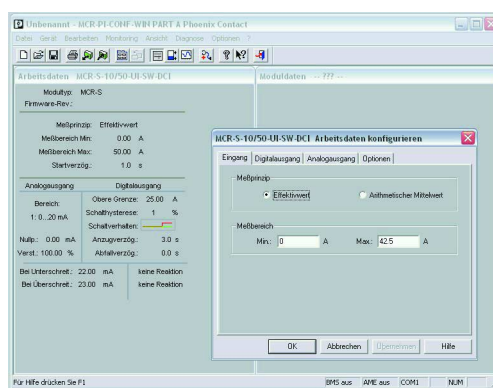 Unbenannt - MCR-PI-CONF-WIN PART A Phoenix Contact
Datei Gerät Bearbeiten Monitoring Ansicht Diagnose Optionen ?
Arbeitsdaten MCR-S-10/50-UI-SW-DCI
Moduldaten -- ??? --
Modultyp: MCR-S
Firmware-Rev.:
Meßprinzip: Effektivwert
Meßbereich Min: 0.00 A
Meßbereich Max: 50.00 A
Startverzög.: 1.0 s
Analogausgang Digitalausgang
Bereich:
1: 0...20 mA
Obere Grenze: 25.00 A
Schalthysterese: 1 %
Schaltverhalten:
Nullp.: 0.00 mA Anzugverzög.: 3.0 s
Verst.: 100.00 % Abfallverzög.: 0.0 s
Bei Unterschreit.: 22.00 mA keine Reaktion
Bei Überschreit.: 23.00 mA keine Reaktion
MCR-S-10/50-UI-SW-DCI Arbeitsdaten konfigurieren
Eingang Digitalausgang Analogausgang Optionen
Meßprinzip
Effektivwert Arithmetischer Mittelwert
Meßbereich
Min.: 0 A Max.: 42.5 A
OK Abbrechen Übernehmen Hilfe
Für Hilfe drücken Sie F1
BMS aus AME aus COM1 NUM